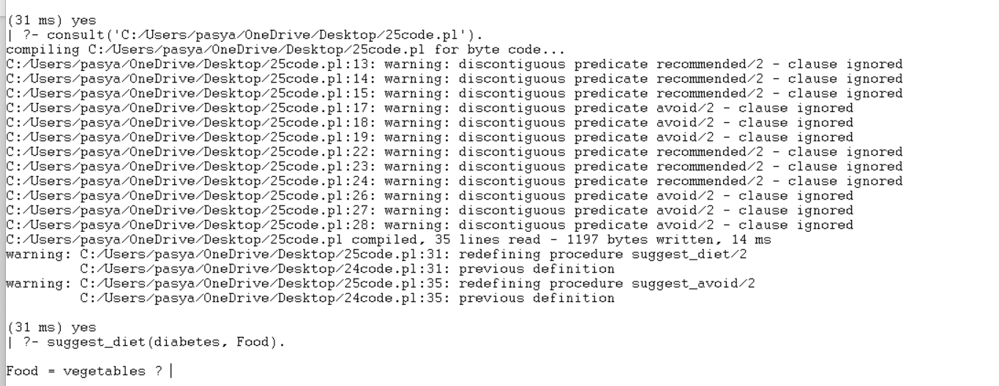 (31 ms) yes
| ?- consult('C:/Users/pasya/OneDrive/Desktop/25code.pl').
compiling C:/Users/pasya/OneDrive/Desktop/25code.pl for byte code...
C:/Users/pasya/OneDrive/Desktop/25code.pl:13: warning: discontiguous predicate recommended/2 - clause ignored
C:/Users/pasya/OneDrive/Desktop/25code.pl:14: warning: discontiguous predicate recommended/2 - clause ignored
C:/Users/pasya/OneDrive/Desktop/25code.pl:15: warning: discontiguous predicate recommended/2 - clause ignored
C:/Users/pasya/OneDrive/Desktop/25code.pl:17: warning: discontiguous predicate avoid/2 - clause ignored
C:/Users/pasya/OneDrive/Desktop/25code.pl:18: warning: discontiguous predicate avoid/2 - clause ignored
C:/Users/pasya/OneDrive/Desktop/25code.pl:19: warning: discontiguous predicate avoid/2 - clause ignored
C:/Users/pasya/OneDrive/Desktop/25code.pl:22: warning: discontiguous predicate recommended/2 - clause ignored
C:/Users/pasya/OneDrive/Desktop/25code.pl:23: warning: discontiguous predicate recommended/2 - clause ignored
C:/Users/pasya/OneDrive/Desktop/25code.pl:24: warning: discontiguous predicate recommended/2 - clause ignored
C:/Users/pasya/OneDrive/Desktop/25code.pl:26: warning: discontiguous predicate avoid/2 - clause ignored
C:/Users/pasya/OneDrive/Desktop/25code.pl:27: warning: discontiguous predicate avoid/2 - clause ignored
C:/Users/pasya/OneDrive/Desktop/25code.pl:28: warning: discontiguous predicate avoid/2 - clause ignored
C:/Users/pasya/OneDrive/Desktop/25code.pl compiled, 35 lines read - 1197 bytes written, 14 ms
warning: C:/Users/pasya/OneDrive/Desktop/25code.pl:31: redefining procedure suggest_diet/2
C:/Users/pasya/OneDrive/Desktop/24code.pl:31: previous definition
warning: C:/Users/pasya/OneDrive/Desktop/25code.pl:35: redefining procedure suggest_avoid/2
C:/Users/pasya/OneDrive/Desktop/24code.pl:35: previous definition
(31 ms) yes
| ?- suggest_diet(diabetes, Food).
Food = vegetables ?